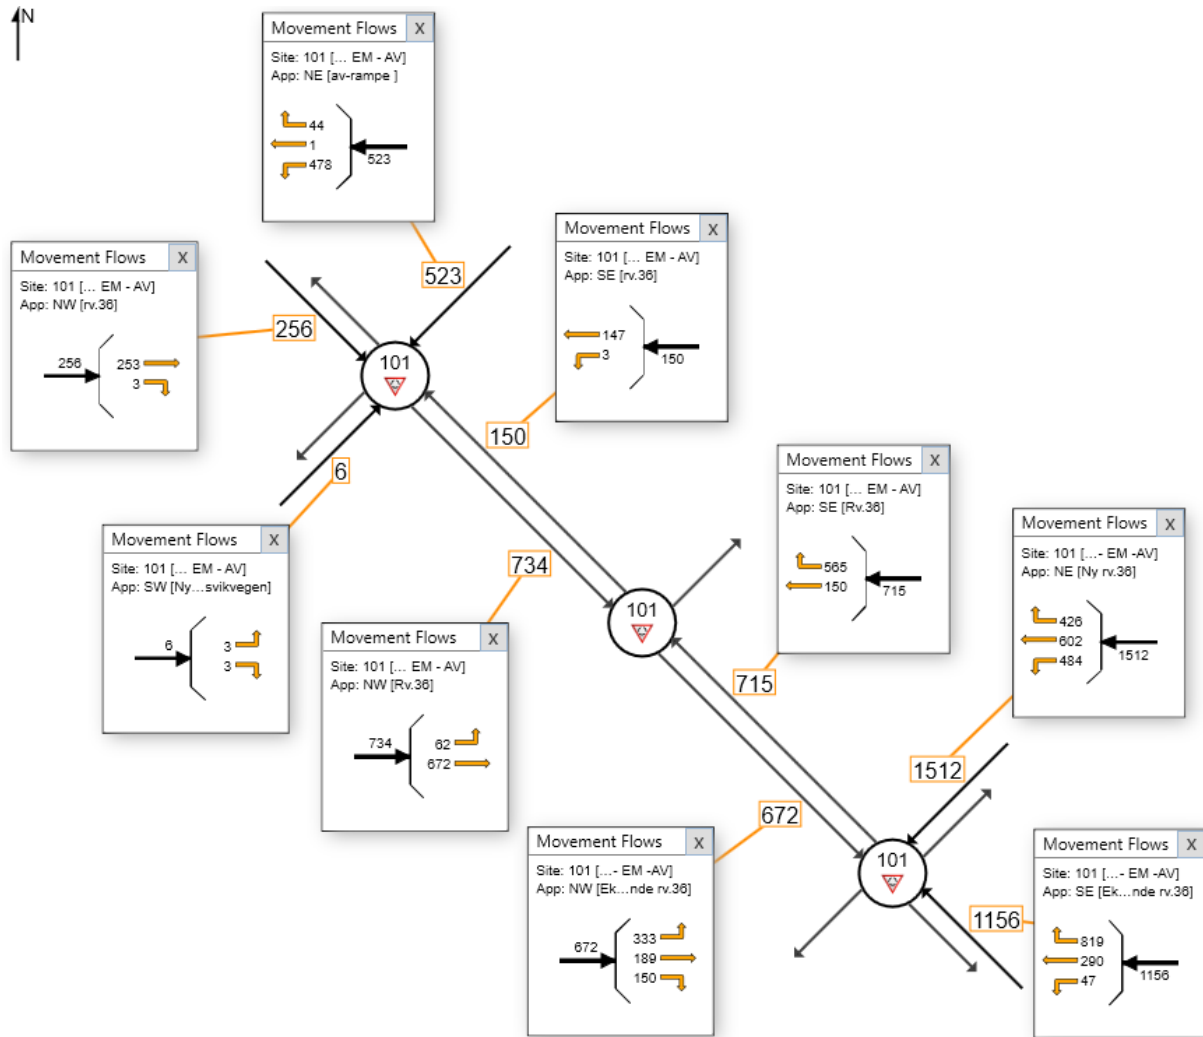 N
Movement Flows X
Site: 101 [... EM - AV]
App: NE [av-rampe ]
44
1
478
523
523
Movement Flows X
Site: 101 [... EM - AV]
App: NW [rv.36]
256
253
3
256
Movement Flows X
Site: 101 [... EM - AV]
App: SE [rv.36]
147
3
150
150
101
6
Movement Flows X
Site: 101 [... EM - AV]
App: SW [Ny...svikvegen]
6
3
3
734
Movement Flows X
Site: 101 [... EM - AV]
App: NW [Rv.36]
734
62
672
101
Movement Flows X
Site: 101 [... EM - AV]
App: SE [Rv.36]
565
150
715
715
Movement Flows X
Site: 101 [...- EM -AV]
App: NE [Ny rv.36]
426
602
484
1512
1512
672
Movement Flows X
Site: 101 [...- EM -AV]
App: NW [Ek...nde rv.36]
672
333
189
150
101
1156
Movement Flows X
Site: 101 [...- EM -AV]
App: SE [Ek...nde rv.36]
819
290
47
1156